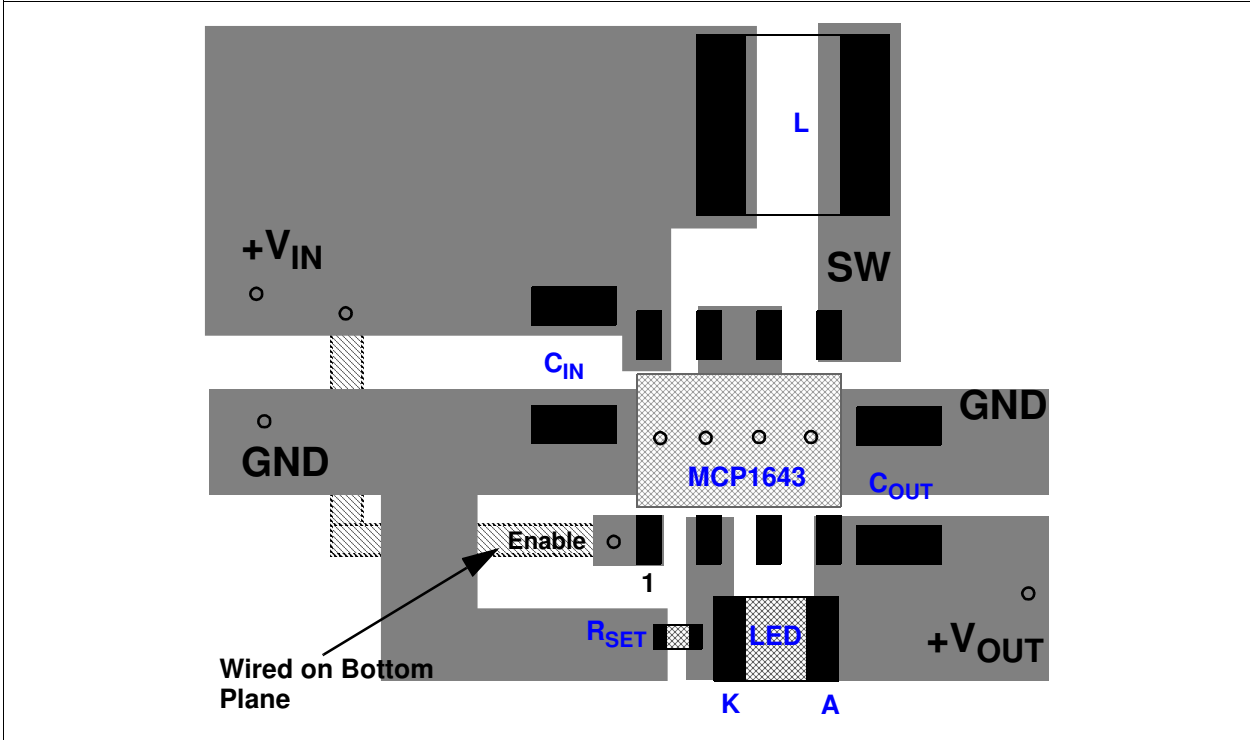 L
+VIN
SW
CIN
GND
GND
MCP1643
COUT
Enable
1
RSET
LED
+VOUT
Wired on Bottom
Plane
K
A